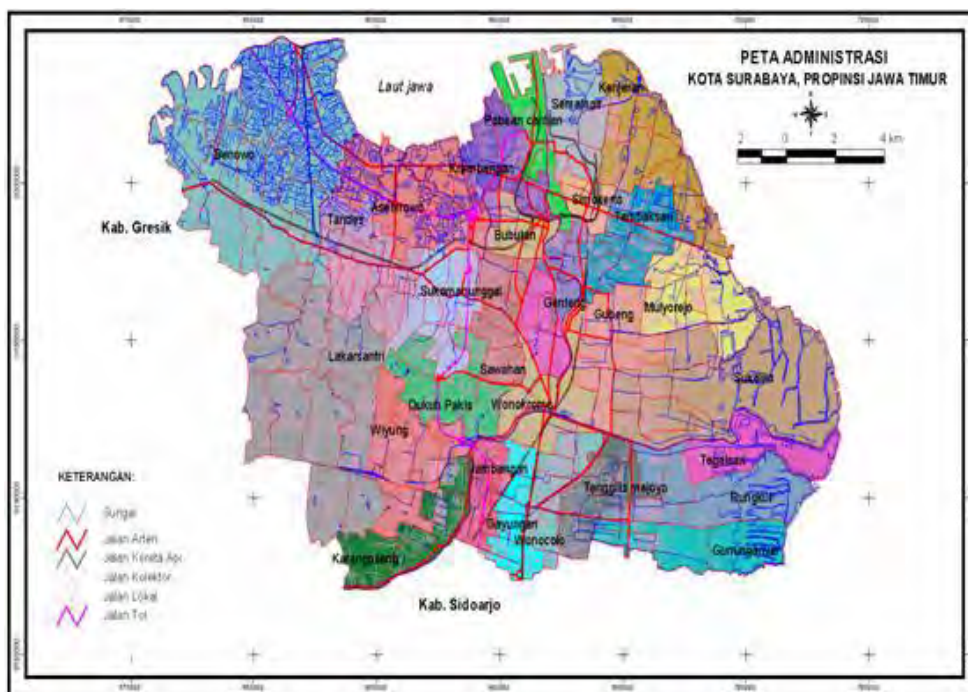 PETA ADMINISTRASI
KOTA SURABAYA, PROPINSI JAWA TIMUR
2 0 4 km
Laut jawa
Kenjeran
Semampir
Pabean cantian
Benowo
Krembangan
Simokerto
Tandes
Asemrowo
Tambaksari
Kab. Gresik
Bubutan
Sukomanunggal
Genteng
Gubeng
Mulyorejo
Lakarsantri
Sawahan
Sukolilo
Dukuh Pakis
Wonokromo
Wiyung
Jambangan
Tegalsari
Tenggilis mejoyo
Rungkut
Gayungan
Wonocolo
Karangpilang
Kab. Sidoarjo
KETERANGAN:
Sungai
Jalan Arteri
Jalan Kereta Api
Jalan Kolektor
Jalan Lokal
Jalan Tol